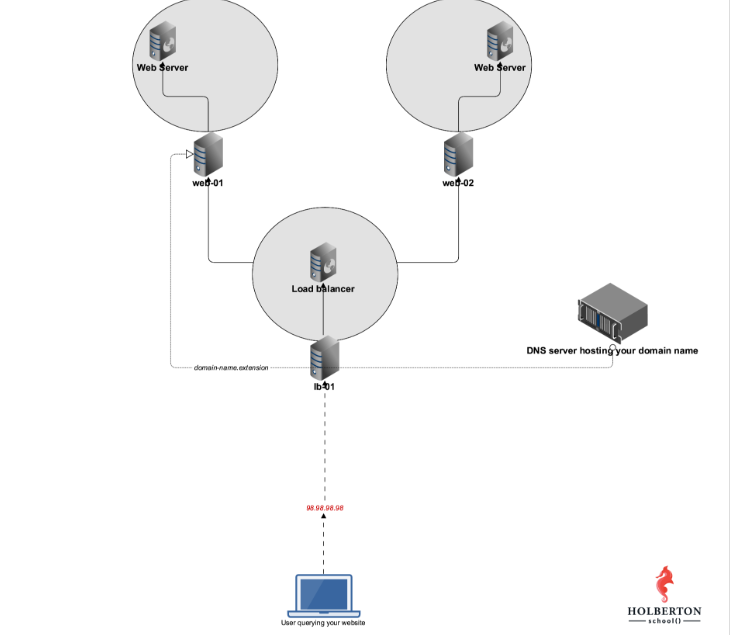 Web Server
Web Server
web-01
web-02
Load balancer
DNS server hosting your domain name
domain-name.extension
lb-01
98.98.98.98
User querying your website
HOLBERTON
school()